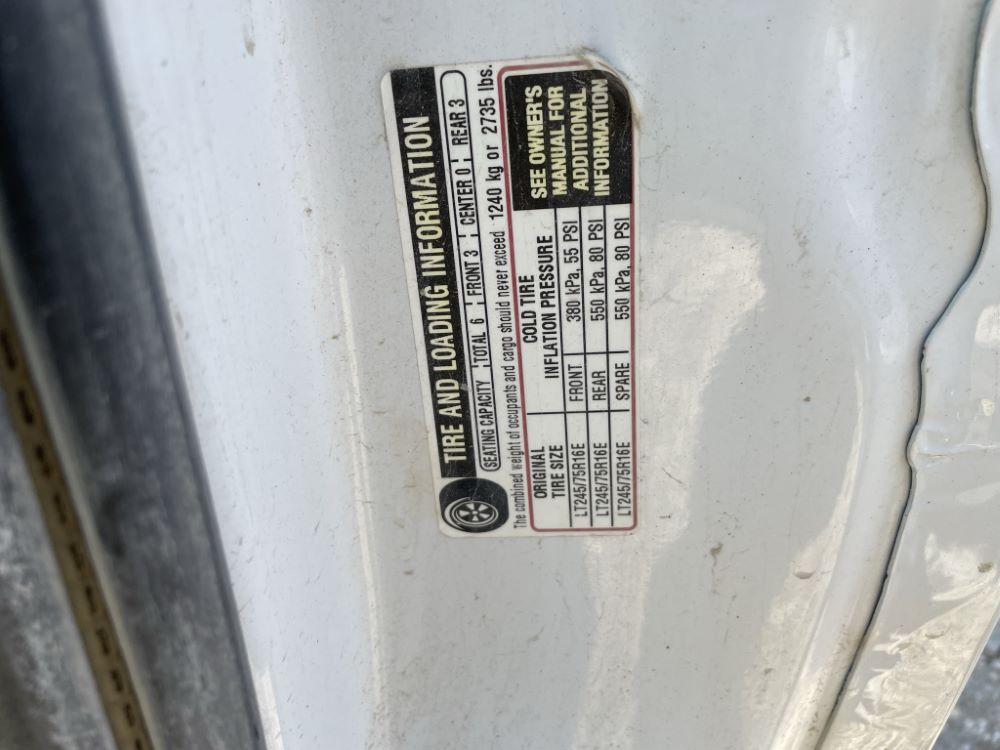 TIRE AND LOADING INFORMATION
SEATING CAPACITY TOTAL 6 FRONT 3 CENTER 0 REAR 3
The combined weight of occupants and cargo should never exceed 1240 kg or 2735 lbs.
ORIGINAL TIRE SIZE COLD TIRE INFLATION PRESSURE
LT245/75R16E FRONT 380 kPa, 55 PSI
LT245/75R16E REAR 550 kPa, 80 PSI
LT245/75R16E SPARE 550 kPa, 80 PSI
SEE OWNER'S
MANUAL FOR
ADDITIONAL
INFORMATION